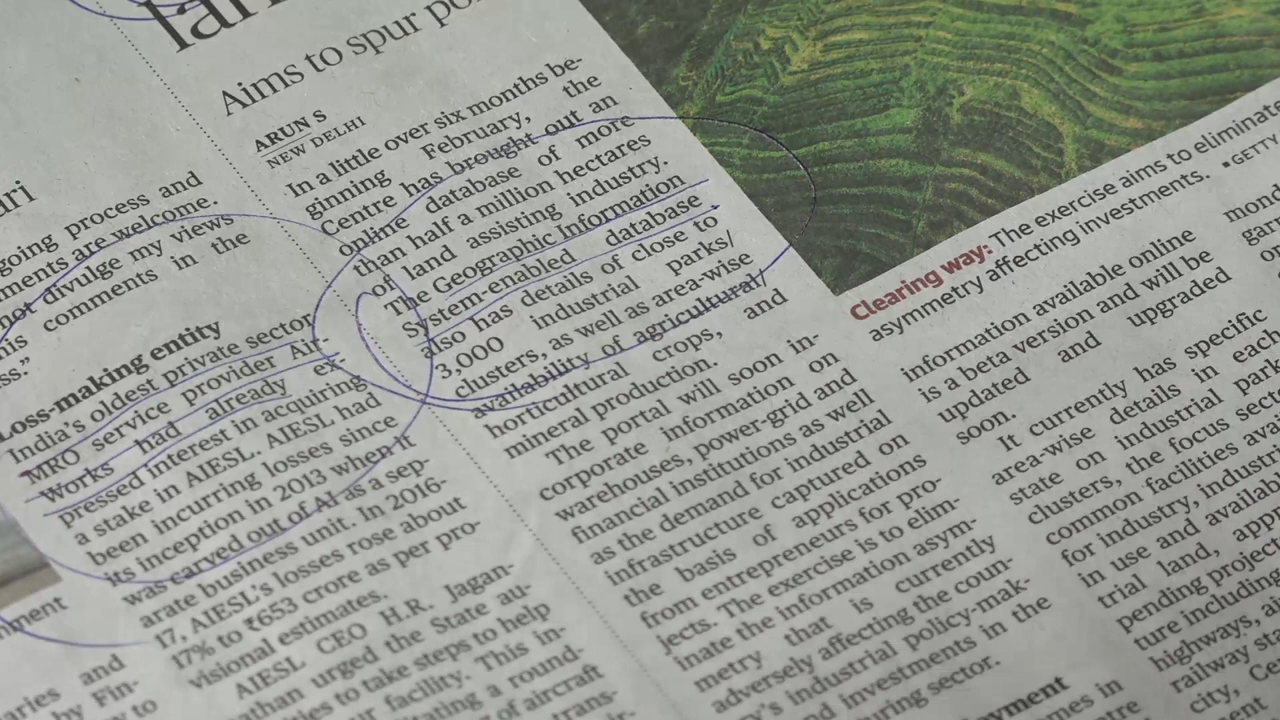 Aims to spur
ARUN S
NEW DELHI
In a little over six months be-
ginning February, the
Centre has brought out an
online database of more
than half a million hectares
of land assisting industry.
The Geographic Information
System-enabled database
also has details of close to
3,000 industrial parks/
clusters, as well as area-wise
availability of agricultural/
horticultural crops, and
mineral production.
The portal will soon in-
corporate information on
warehouses, power-grid and
financial institutions as well
as the demand for industrial
infrastructure captured on
the basis of applications
from entrepreneurs for pro-
jects. The exercise is to elim-
inate the information asym-
metry that is currently
adversely affecting the coun-
industrial policy-mak-
and investments in the
sector.
going process and
welcome.
not divulge my views
comments in the
Loss-making entity
India's oldest private sector
MRO service provider Air
Works had already ex-
pressed interest in acquiring
a stake in AIESL. AIESL had
been incurring losses since
its inception in 2013 when it
was carved out of AI as a sep-
arate business unit. In 2016-
17, AIESL's losses rose about
17% to ₹653 crore as per pro-
visional estimates.
AIESL CEO H.R. Jagan-
urged the State au-
to take steps to help
facility. This in-
a round-
of aircraft
and
by Fin-
to
Clearing way: The exercise aims to eliminate
asymmetry affecting investments. ■ GETTY
information available online
is a beta version and will be
updated and upgraded
soon.
It currently has specific
area-wise details in each
state on industrial park
clusters, the focus sect
common facilities avai
for industry, industri
in use and available
trial land, appr
pending project
ture including
highways, ai
railway sta
city, Ce